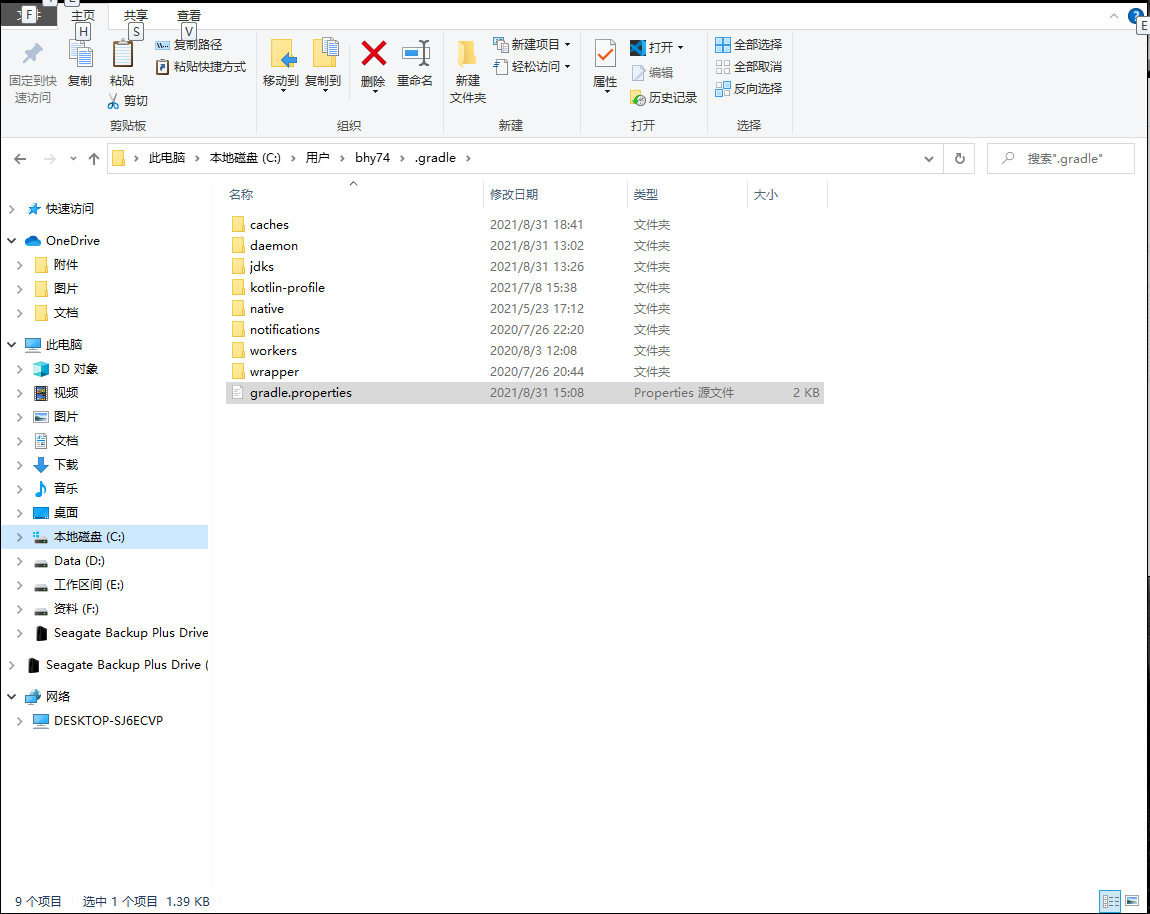 文件 F
主页 共享 查看
H S V
固定到快
速访问
复制
粘贴
复制路径
粘贴快捷方式
剪切
剪贴板
移动到 复制到
删除 重命名
组织
新建
文件夹
新建项目
轻松访问
新建
属性
打开
编辑
历史记录
打开
全部选择
全部取消
反向选择
选择
E
此电脑 本地磁盘 (C:) 用户 bhy74 .gradle
搜索".gradle"
快速访问
OneDrive
附件
图片
文档
此电脑
3D 对象
视频
图片
文档
下载
音乐
桌面
本地磁盘 (C:)
Data (D:)
工作区间 (E:)
资料 (F:)
Seagate Backup Plus Drive
Seagate Backup Plus Drive (
网络
DESKTOP-SJ6ECVP
名称 修改日期 类型 大小
caches 2021/8/31 18:41 文件夹
daemon 2021/8/31 13:02 文件夹
jdks 2021/8/31 13:26 文件夹
kotlin-profile 2021/7/8 15:38 文件夹
native 2021/5/23 17:12 文件夹
notifications 2020/7/26 22:20 文件夹
workers 2020/8/3 12:08 文件夹
wrapper 2020/7/26 20:44 文件夹
gradle.properties 2021/8/31 15:08 Properties 源文件 2 KB
9 个项目 选中 1 个项目 1.39 KB